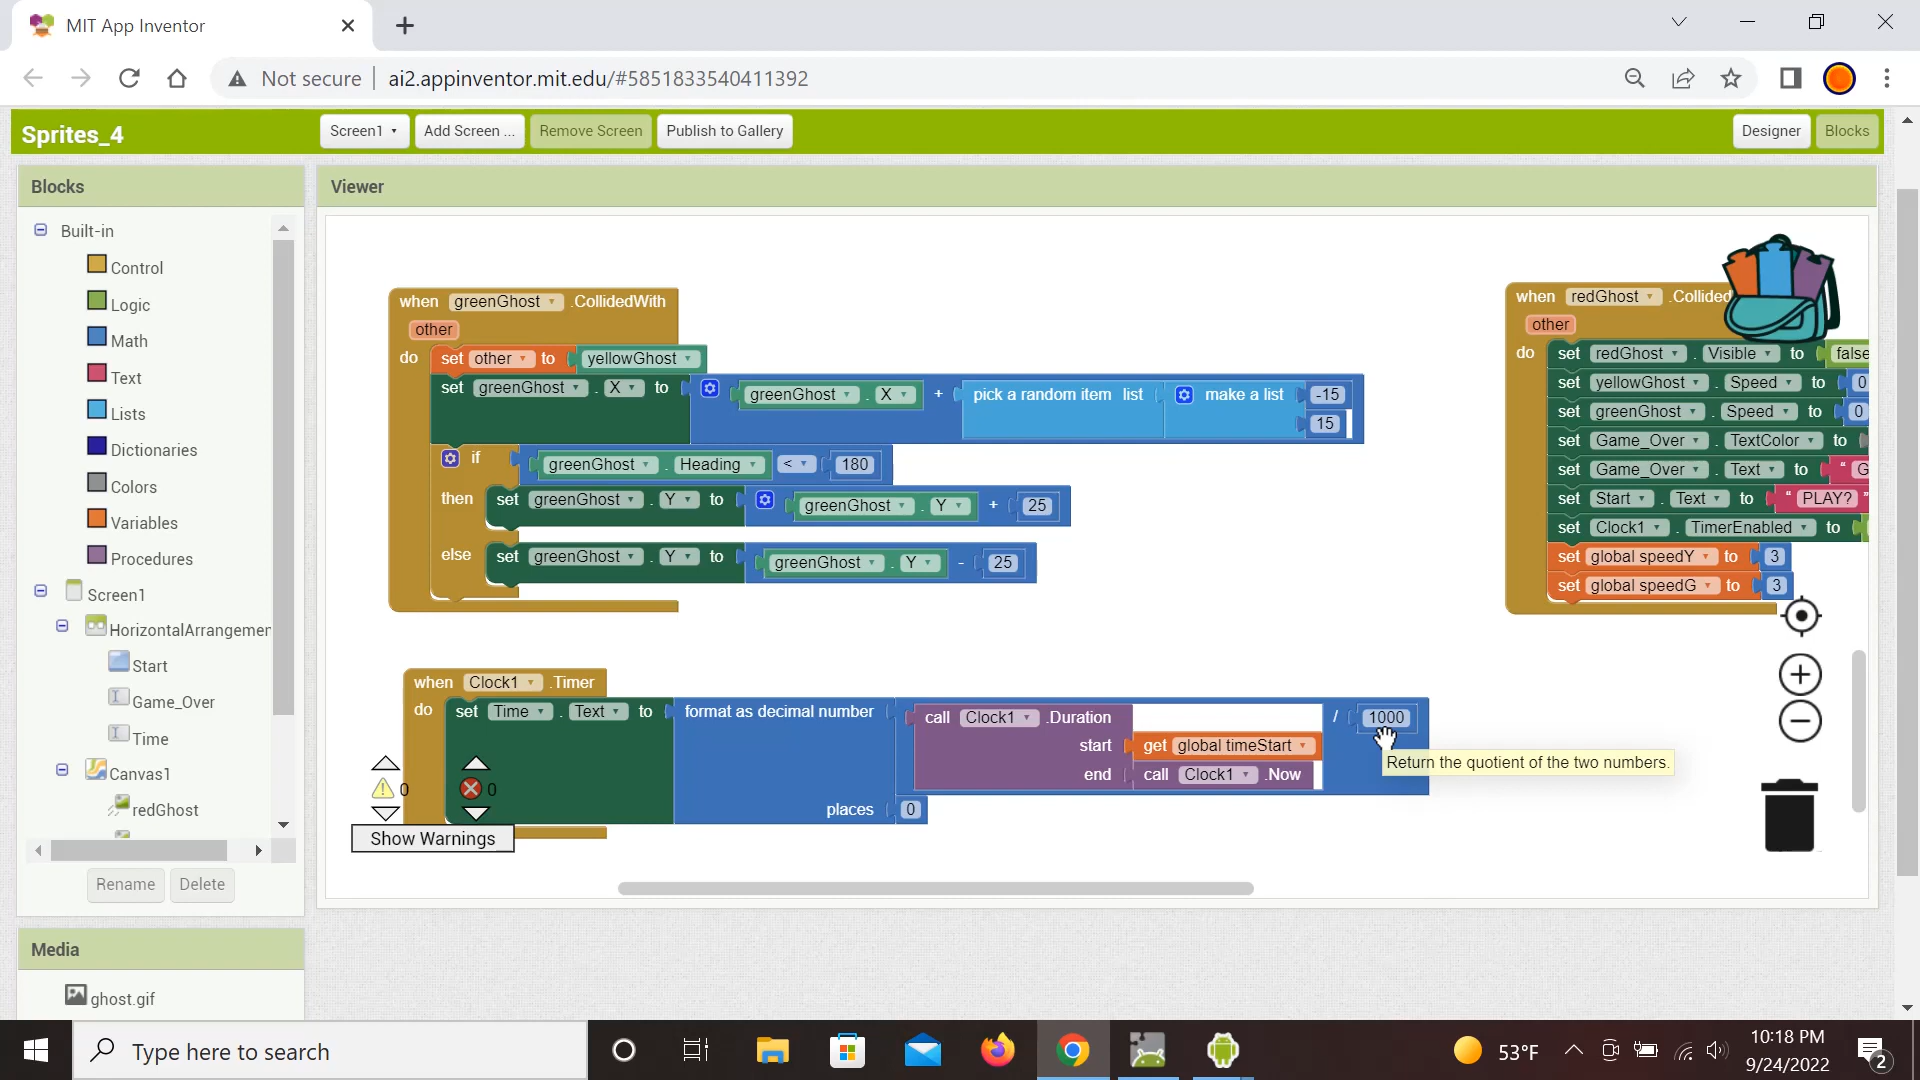 MIT App Inventor
Not secure
ai2.appinventor.mit.edu/#5851833540411392
Sprites_4
Screen1
Add Screen ...
Remove Screen
Publish to Gallery
Designer
Blocks
Blocks
Viewer
Built-in
Control
Logic
Math
Text
Lists
Dictionaries
Colors
Variables
Procedures
Screen1
HorizontalArrangemer
Start
Game_Over
Time
Canvas1
redGhost
Rename
Delete
Media
ghost.gif
when greenGhost .CollidedWith
other
do set other to yellowGhost
set greenGhost . X to greenGhost . X + pick a random item list make a list -15
15
if greenGhost . Heading < 180
then set greenGhost . Y to greenGhost . Y + 25
else set greenGhost . Y to greenGhost . Y - 25
when redGhost .Collided
other
do set redGhost . Visible to false
set yellowGhost . Speed to 0
set greenGhost . Speed to 0
set Game_Over . TextColor to
set Game_Over . Text to " G
set Start . Text to " PLAY? "
set Clock1 . TimerEnabled to
set global speedY to 3
set global speedG to 3
when Clock1 .Timer
do set Time . Text to format as decimal number call Clock1 .Duration / 1000
start get global timeStart
end call Clock1 .Now
places 0
Return the quotient of the two numbers.
0
0
Show Warnings
Type here to search
53°F
10:18 PM
9/24/2022
2